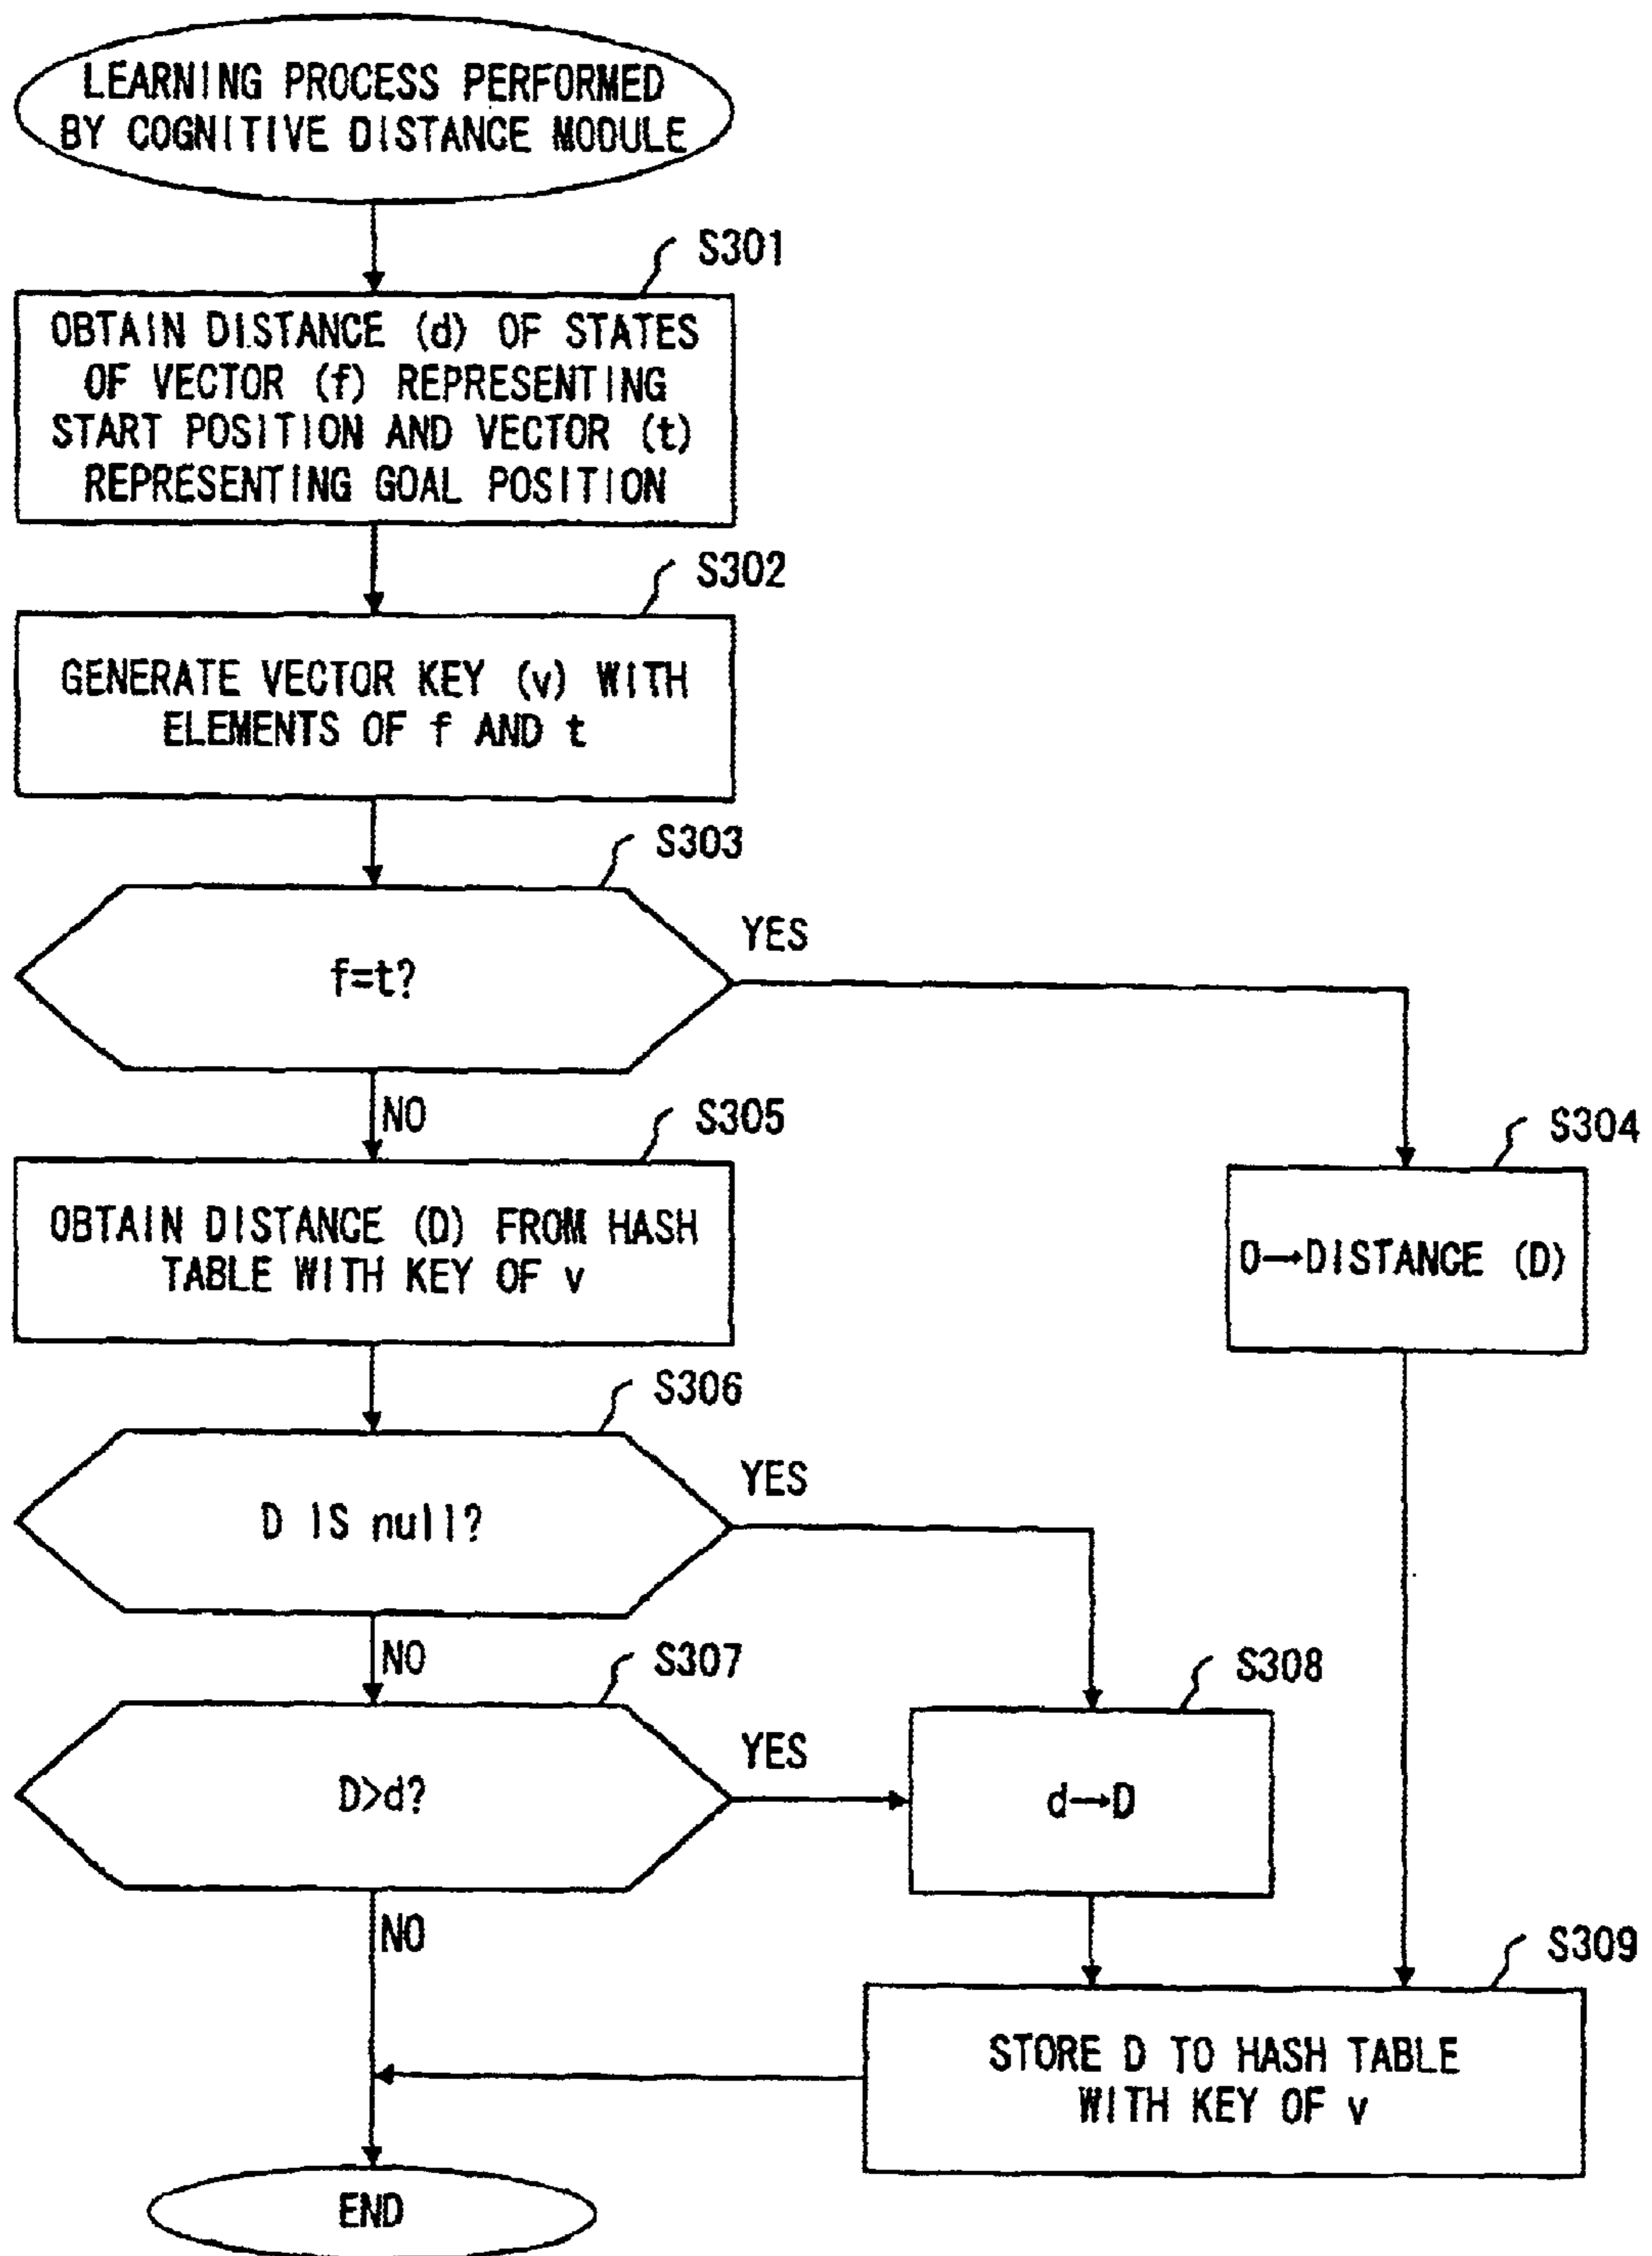 LEARNING PROCESS PERFORMED
BY COGNITIVE DISTANCE MODULE
S301
OBTAIN DISTANCE (d) OF STATES
OF VECTOR (f) REPRESENTING
START POSITION AND VECTOR (t)
REPRESENTING GOAL POSITION
S302
GENERATE VECTOR KEY (v) WITH
ELEMENTS OF f AND t
S303
f=t?
YES
NO
S305
OBTAIN DISTANCE (D) FROM HASH
TABLE WITH KEY OF v
S304
0→DISTANCE (D)
S306
D IS null?
YES
NO
S307
D>d?
YES
NO
S308
d→D
S309
STORE D TO HASH TABLE
WITH KEY OF v
END